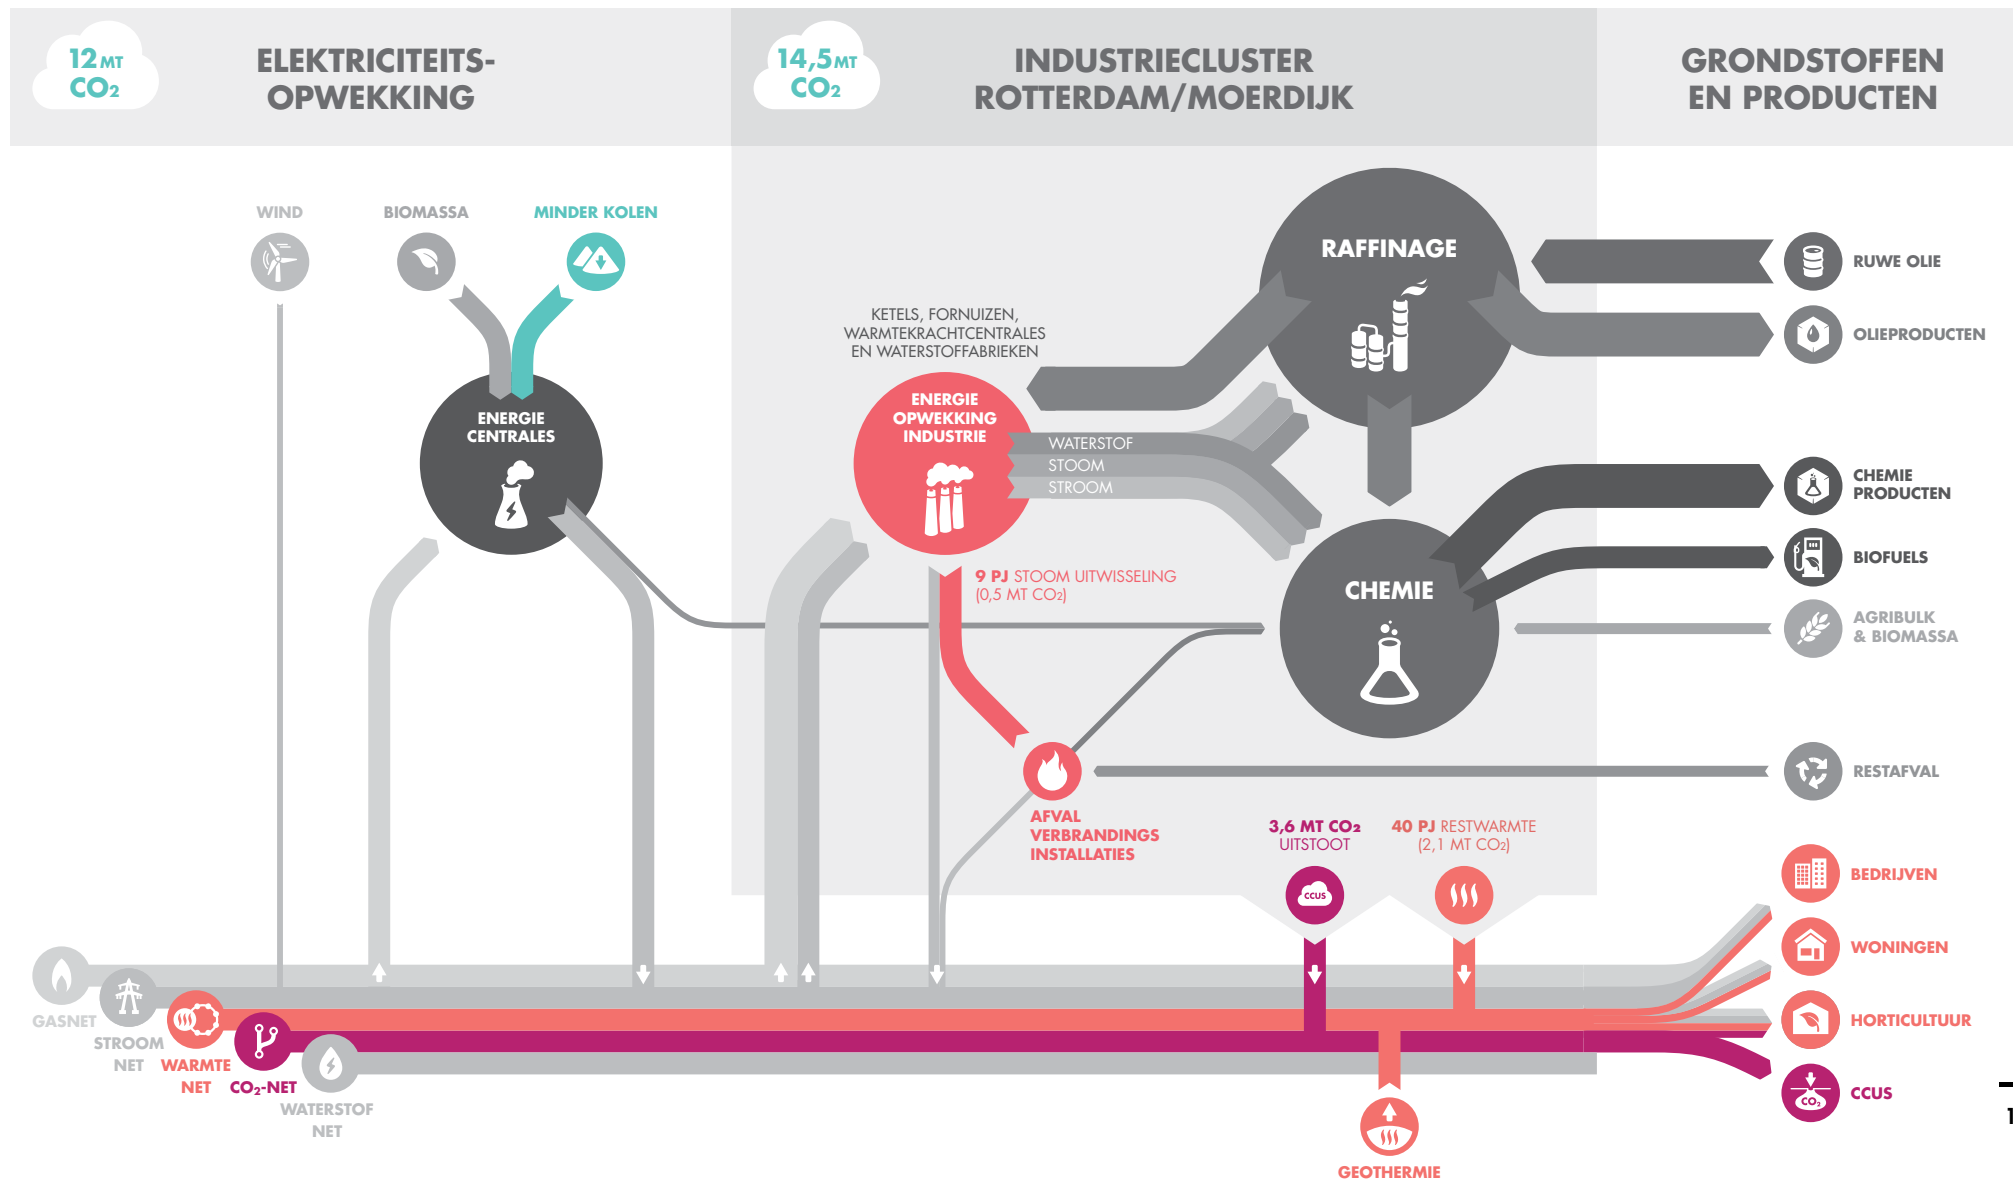 12 MT
CO₂
ELEKTRICITEITS-
OPWEKKING
14,5 MT
CO₂
INDUSTRIECLUSTER
ROTTERDAM/MOERDIJK
GRONDSTOFFEN
EN PRODUCTEN
WIND
BIOMASSA
MINDER KOLEN
ENERGIE
CENTRALES
KETELS, FORNUIZEN,
WARMTEKRACHTCENTRALES
EN WATERSTOFFABRIEKEN
ENERGIE
OPWEKKING
INDUSTRIE
WATERSTOF
STOOM
STROOM
RAFFINAGE
CHEMIE
9 PJ STOOM UITWISSELING
(0,5 MT CO₂)
AFVAL
VERBRANDINGS
INSTALLATIES
3,6 MT CO₂
UITSTOOT
CCUS
40 PJ RESTWARMTE
(2,1 MT CO₂)
RUWE OLIE
OLIEPRODUCTEN
CHEMIE
PRODUCTEN
BIOFUELS
AGRIBULK
& BIOMASSA
RESTAFVAL
BEDRIJVEN
WONINGEN
HORTICULTUUR
CO₂
CCUS
GASNET
STROOM
NET
WARMTE
NET
CO₂-NET
WATERSTOF
NET
GEOTHERMIE
1